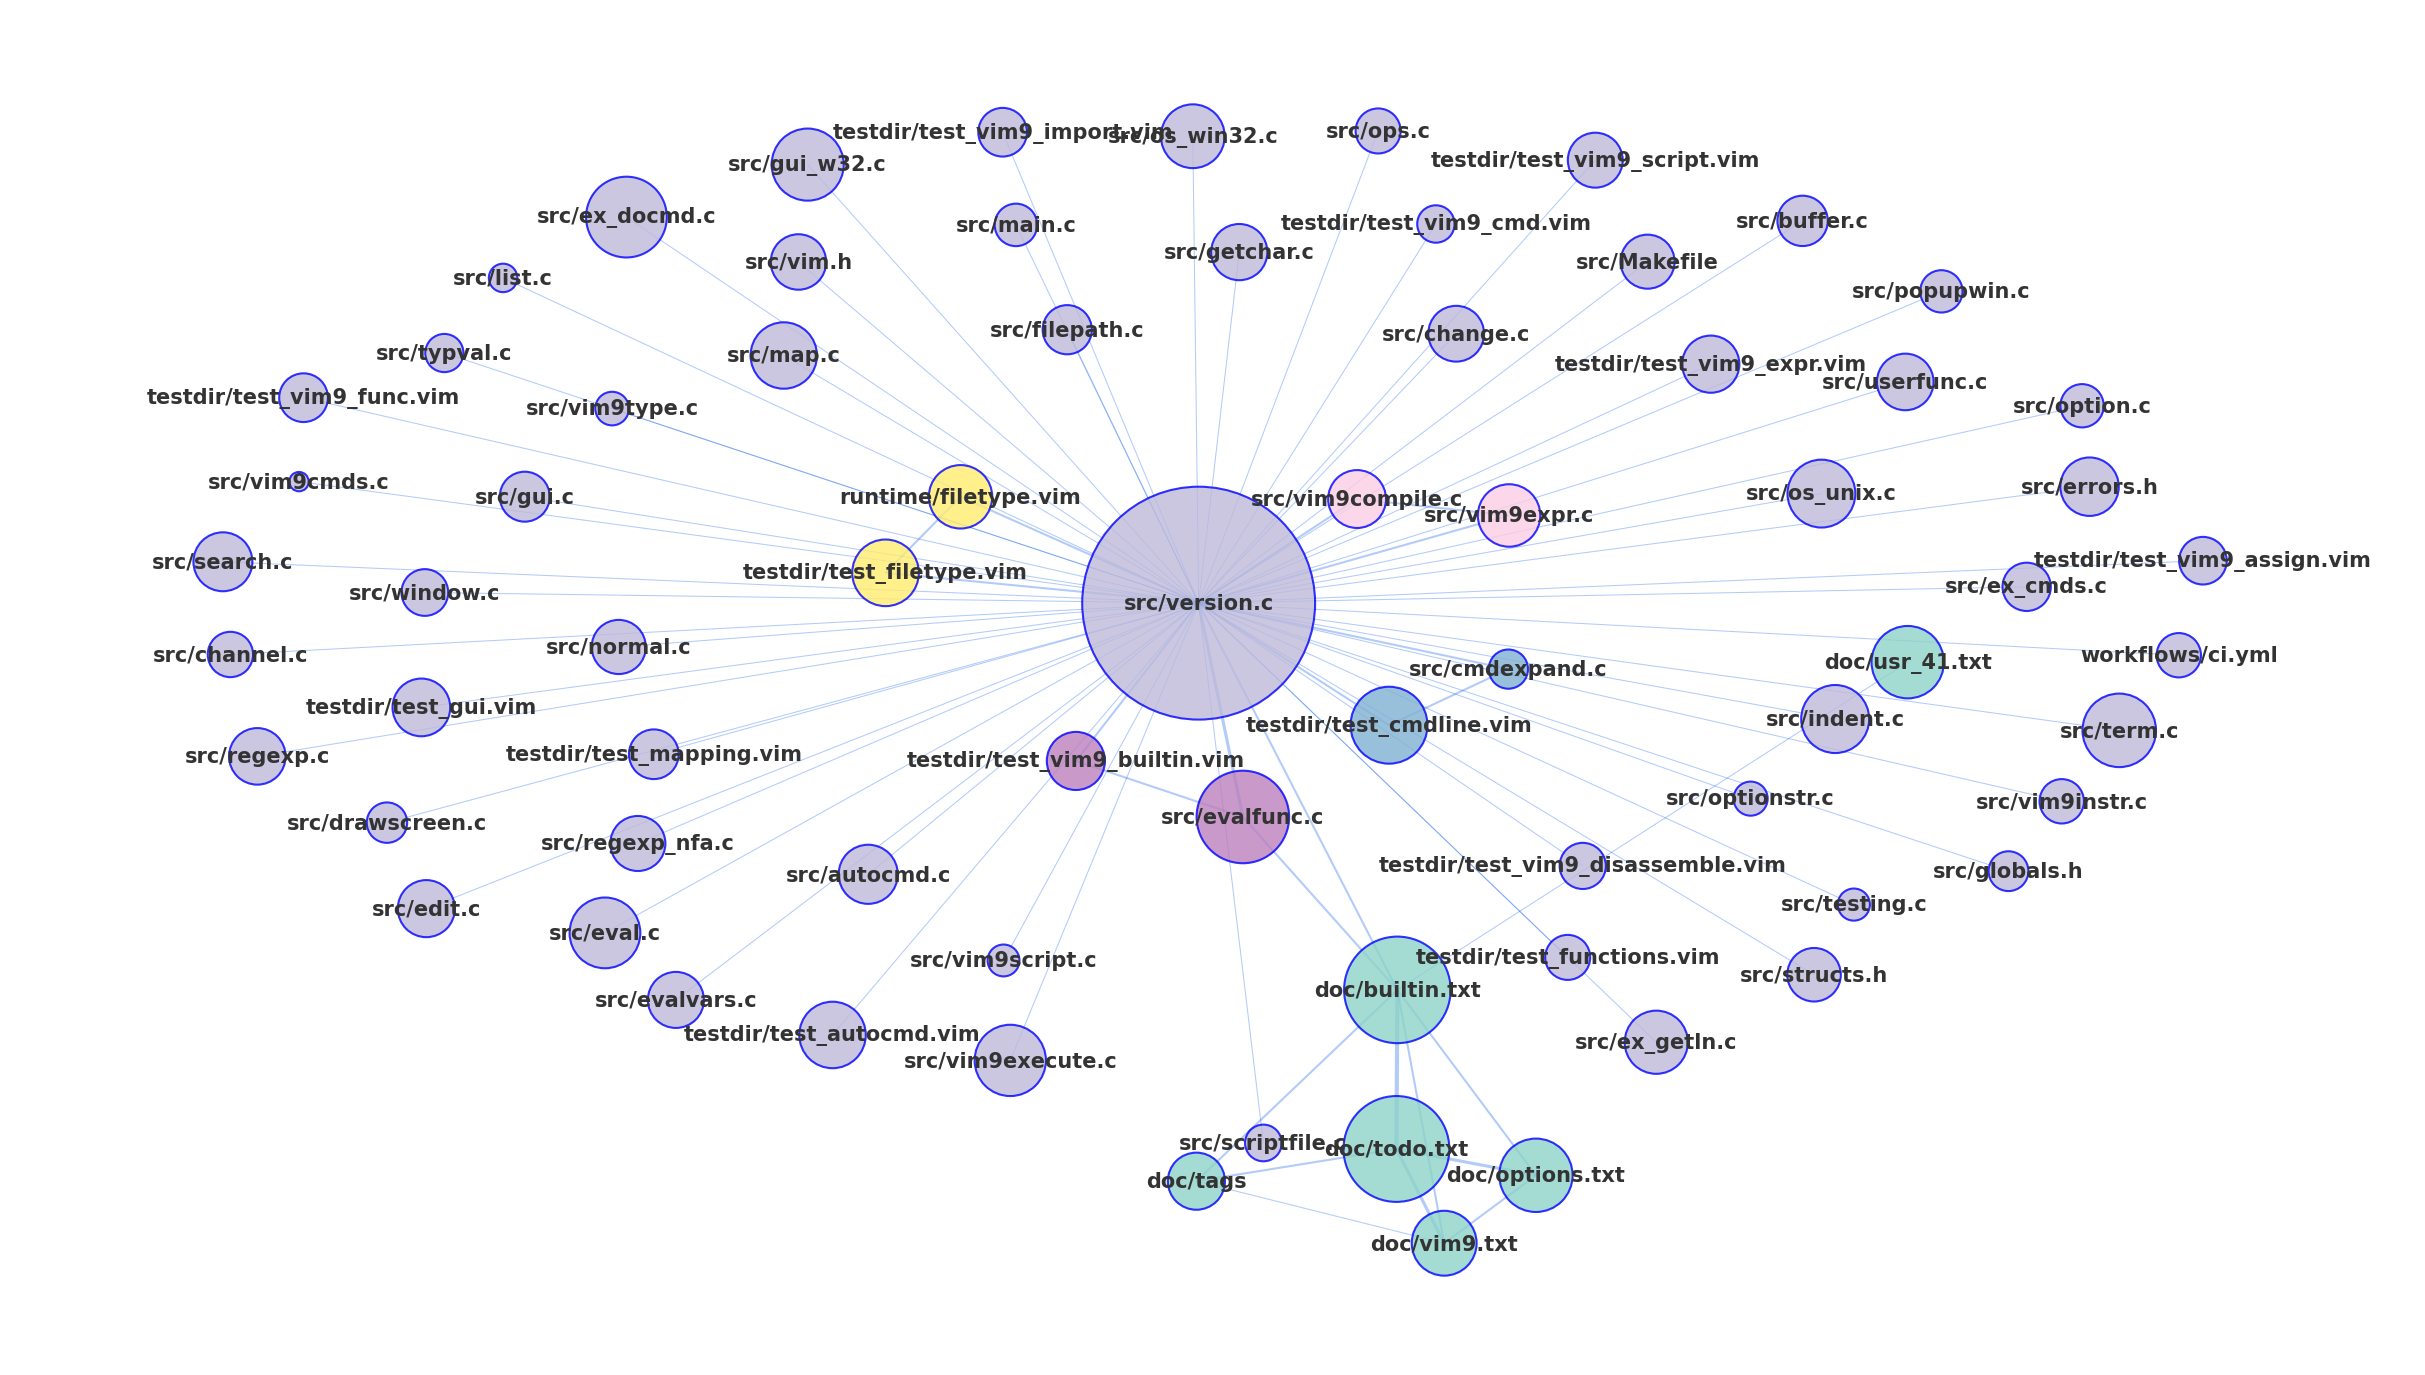 testdir/test_vim9_import.vim
src/os_win32.c
src/ops.c
src/gui_w32.c
testdir/test_vim9_script.vim
src/ex_docmd.c
src/main.c
testdir/test_vim9_cmd.vim
src/buffer.c
src/getchar.c
src/vim.h
src/Makefile
src/list.c
src/popupwin.c
src/filepath.c
src/change.c
src/typval.c
src/map.c
testdir/test_vim9_expr.vim
src/userfunc.c
testdir/test_vim9_func.vim
src/vim9type.c
src/option.c
src/vim9cmds.c
src/gui.c
runtime/filetype.vim
src/vim9compile.c
src/vim9expr.c
src/os_unix.c
src/errors.h
src/search.c
testdir/test_filetype.vim
testdir/test_vim9_assign.vim
src/window.c
src/version.c
src/ex_cmds.c
src/channel.c
src/normal.c
src/cmdexpand.c
doc/usr_41.txt
workflows/ci.yml
testdir/test_gui.vim
testdir/test_cmdline.vim
src/indent.c
src/term.c
src/regexp.c
testdir/test_mapping.vim
testdir/test_vim9_builtin.vim
src/optionstr.c
src/vim9instr.c
src/drawscreen.c
src/regexp_nfa.c
src/evalfunc.c
src/autocmd.c
testdir/test_vim9_disassemble.vim
src/globals.h
src/edit.c
src/testing.c
src/eval.c
src/vim9script.c
testdir/test_functions.vim
src/structs.h
src/evalvars.c
doc/builtin.txt
testdir/test_autocmd.vim
src/vim9execute.c
src/ex_getln.c
src/scriptfile.c
doc/todo.txt
doc/tags
doc/options.txt
doc/vim9.txt